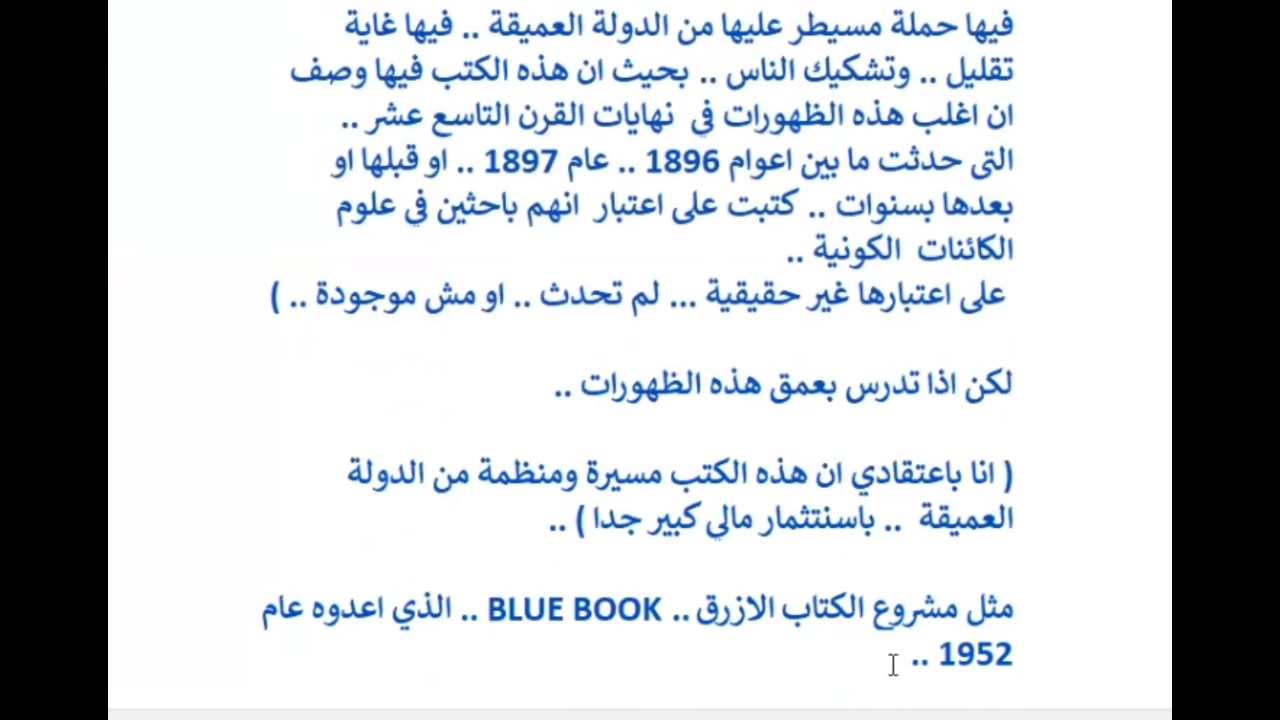 فيها حملة مسيطر عليها من الدولة العميقة .. فيها غاية
تقليل .. وتشكيك الناس .. بحيث ان هذه الكتب فيها وصف
ان اغلب هذه الظهورات في نهايات القرن التاسع عشر ..
التى حدثت ما بين اعوام 1896 .. عام 1897 .. او قبلها او
بعدها بسنوات .. كتبت على اعتبار انهم باحثين في علوم
الكائنات الكونية ..
على اعتبارها غير حقيقية ... لم تحدث .. او مش موجودة .. )
لكن اذا تدرس بعمق هذه الظهورات ..
( انا باعتقادي ان هذه الكتب مسيرة ومنظمة من الدولة
العميقة .. باسنتثمار مالي كبير جدا ) ..
مثل مشروع الكتاب الازرق .. BLUE BOOK .. الذي اعدوه عام
1952 ..